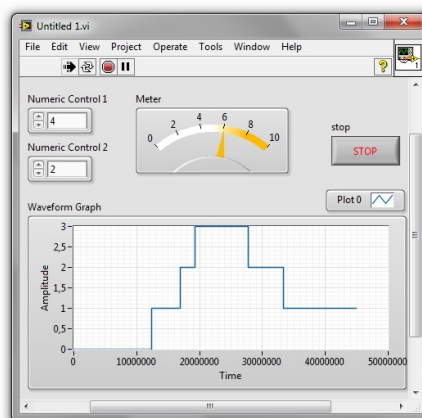 Untitled 1.vi
File Edit View Project Operate Tools Window Help
?
1
Numeric Control 1
4
Numeric Control 2
2
Meter
0 2 4 6 8 10
stop
STOP
Plot 0
Waveform Graph
Amplitude
3
2,5
2
1,5
1
0,5
0
0 10000000 20000000 30000000 40000000 50000000
Time